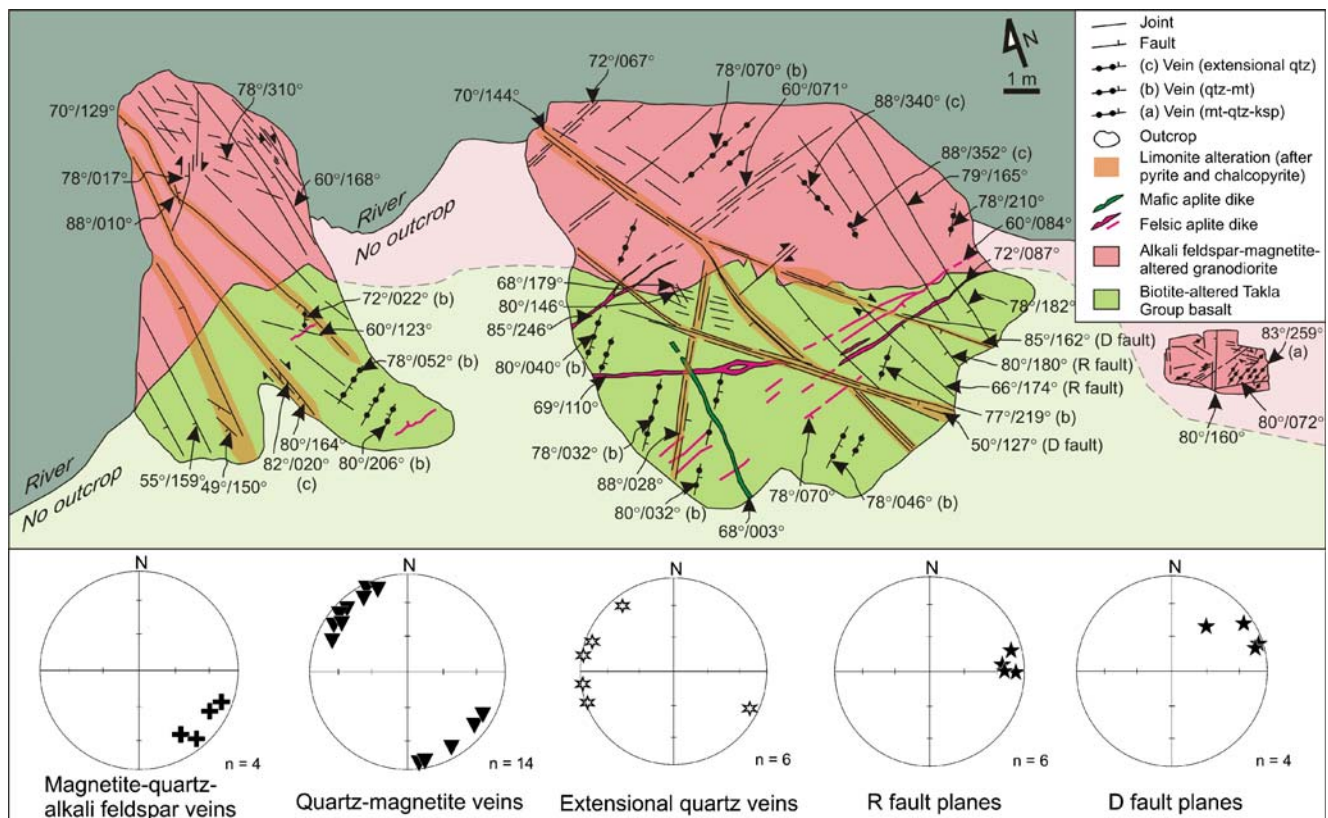 70°/129°
78°/310°
78°/017°
88°/010°
60°/168°
River
No outcrop
72°/022° (b)
60°/123°
78°/052° (b)
80°/164°
82°/020°
(c)
80°/206° (b)
55°/159°
49°/150°
River
No outcrop
70°/144°
72°/067°
78°/070° (b)
60°/071°
88°/340° (c)
88°/352° (c)
79°/165°
78°/210°
60°/084°
72°/087°
78°/182°
85°/162° (D fault)
80°/180° (R fault)
66°/174° (R fault)
77°/219° (b)
50°/127° (D fault)
68°/179°
80°/146°
85°/246°
80°/040° (b)
69°/110°
78°/032° (b)
88°/028°
80°/032° (b)
68°/003°
78°/070°
78°/046° (b)
83°/259°
(a)
80°/072°
80°/160°
N
1 m
Joint
Fault
(c) Vein (extensional qtz)
(b) Vein (qtz-mt)
(a) Vein (mt-qtz-ksp)
Outcrop
Limonite alteration (after
pyrite and chalcopyrite)
Mafic aplite dike
Felsic aplite dike
Alkali feldspar-magnetite-
altered granodiorite
Biotite-altered Takla
Group basalt
N
n = 4
Magnetite-quartz-
alkali feldspar veins
N
n = 14
Quartz-magnetite veins
N
n = 6
Extensional quartz veins
N
n = 6
R fault planes
N
n = 4
D fault planes